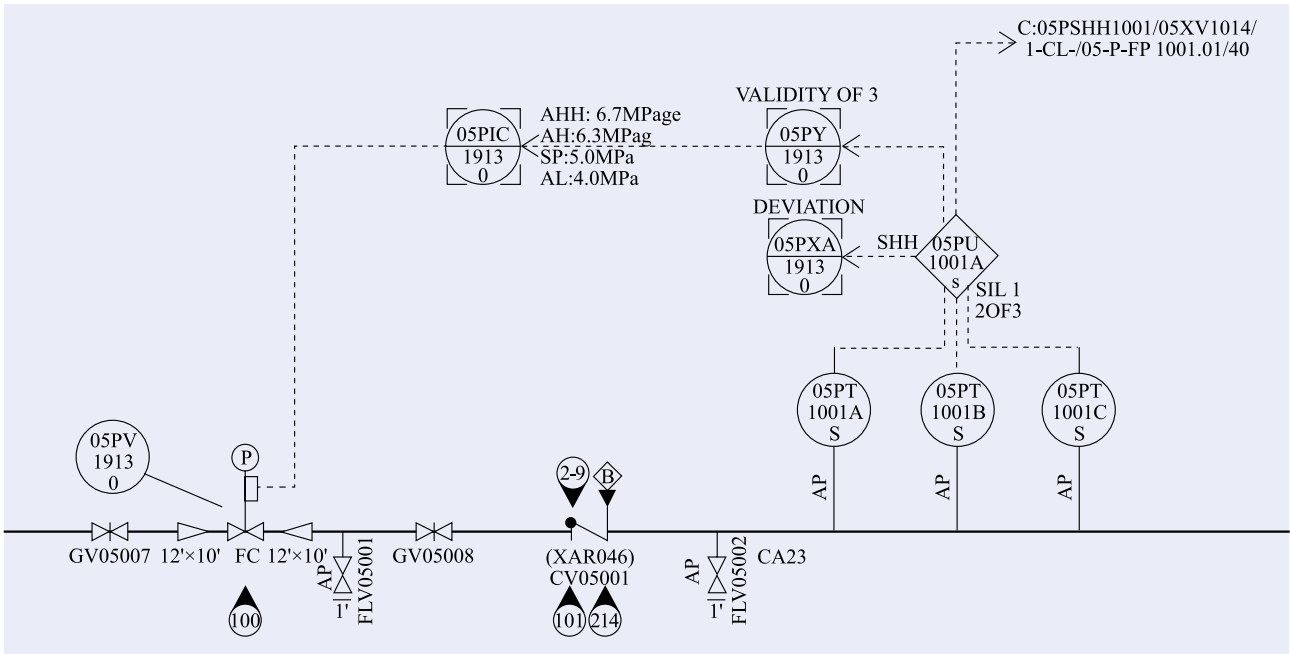 C:05PSHH1001/05XV1014/
1-CL-/05-P-FP 1001.01/40
VALIDITY OF 3
05PIC
1913
0
AHH: 6.7MPage
AH:6.3MPag
SP:5.0MPa
AL:4.0MPa
05PY
1913
0
DEVIATION
05PXA
1913
0
SHH
05PU
1001A
s
SIL 1
2OF3
05PT
1001A
S
05PT
1001B
S
05PT
1001C
S
05PV
1913
0
P
2-9
B
AP
AP
AP
GV05007
12'×10'
FC
12'×10'
AP
1'
FLV05001
GV05008
(XAR046)
CV05001
AP
1'
FLV05002
CA23
100
101
214